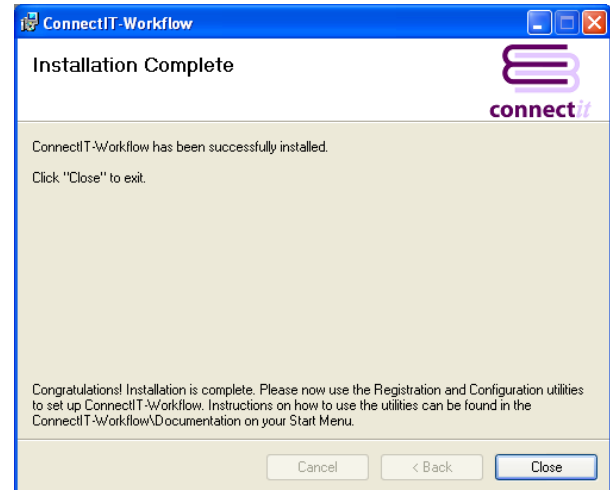 ConnectIT-Workflow
Installation Complete
connectit
ConnectIT-Workflow has been successfully installed.
Click "Close" to exit.
Congratulations! Installation is complete. Please now use the Registration and Configuration utilities
to set up ConnectIT-Workflow. Instructions on how to use the utilities can be found in the
ConnectIT-Workflow\Documentation on your Start Menu.
Cancel
< Back
Close